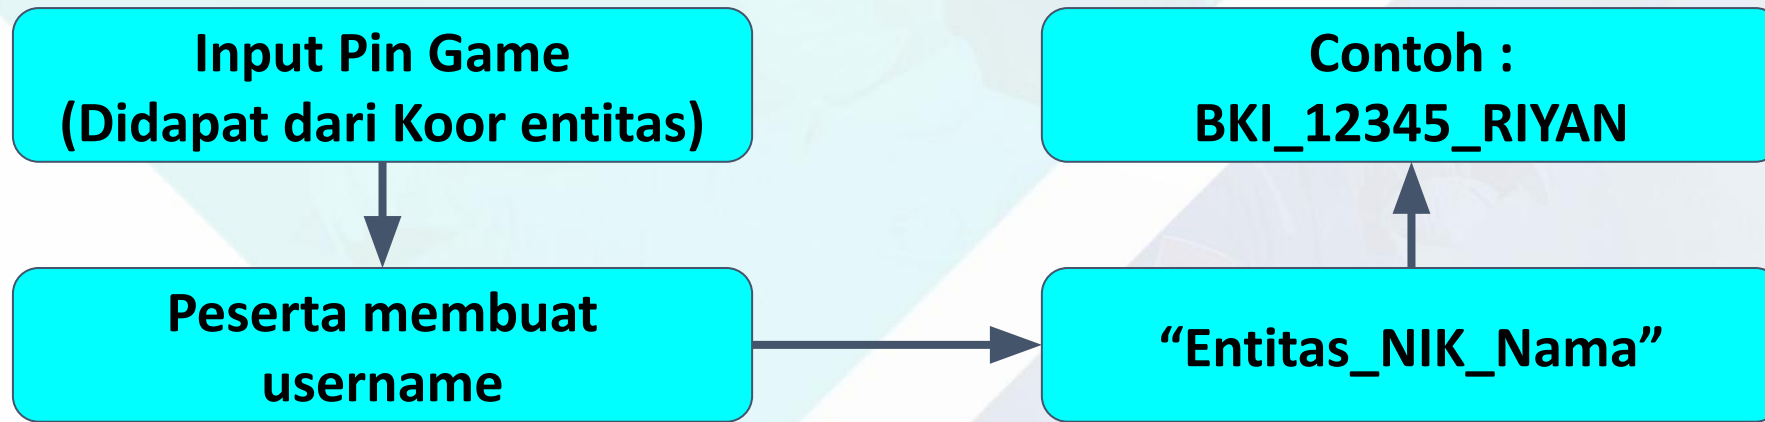 Input Pin Game
(Didapat dari Koor entitas)
Peserta membuat
username
“Entitas_NIK_Nama”
Contoh :
BKI_12345_RIYAN